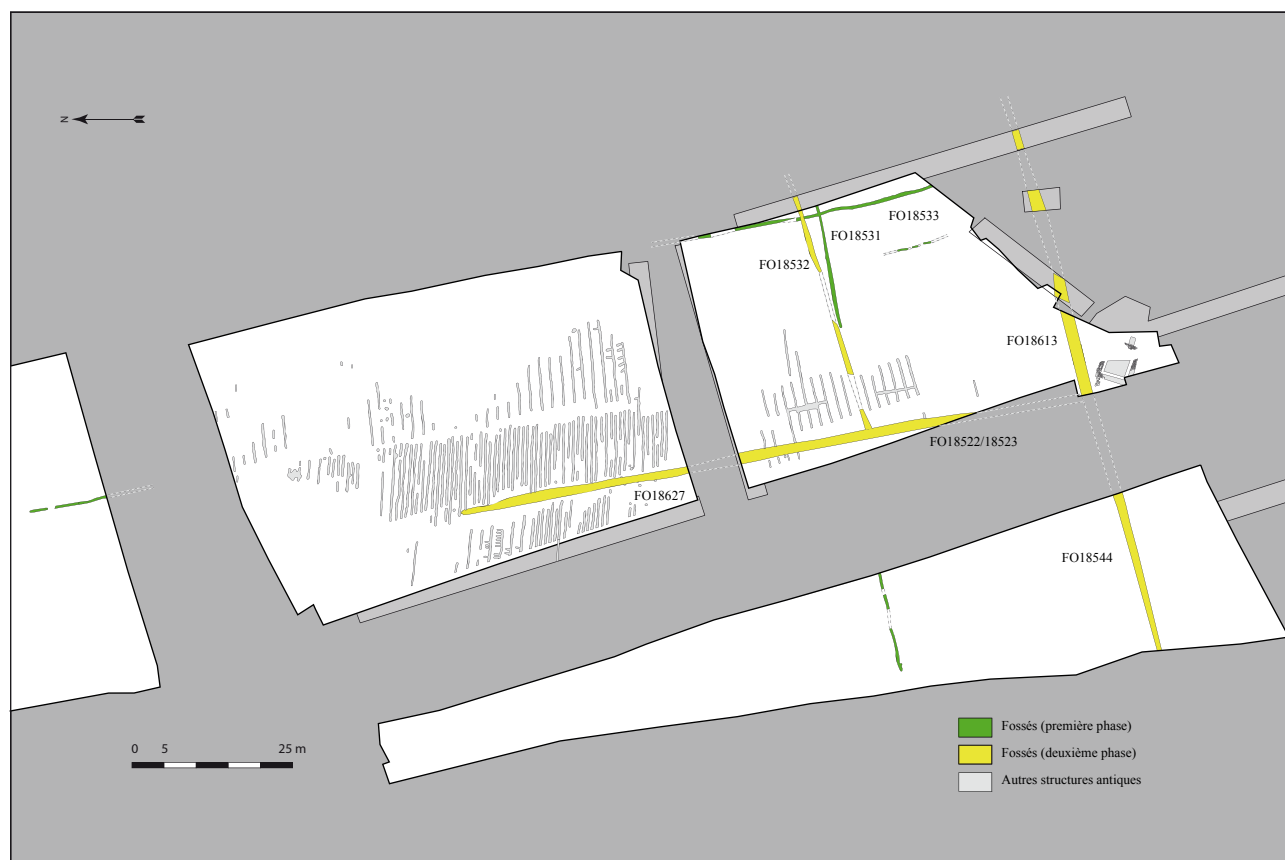 N
FO18533
FO18531
FO18532
FO18613
FO18522/18523
FO18627
FO18544
Fossés (première phase)
Fossés (deuxième phase)
Autres structures antiques
0 5 25 m